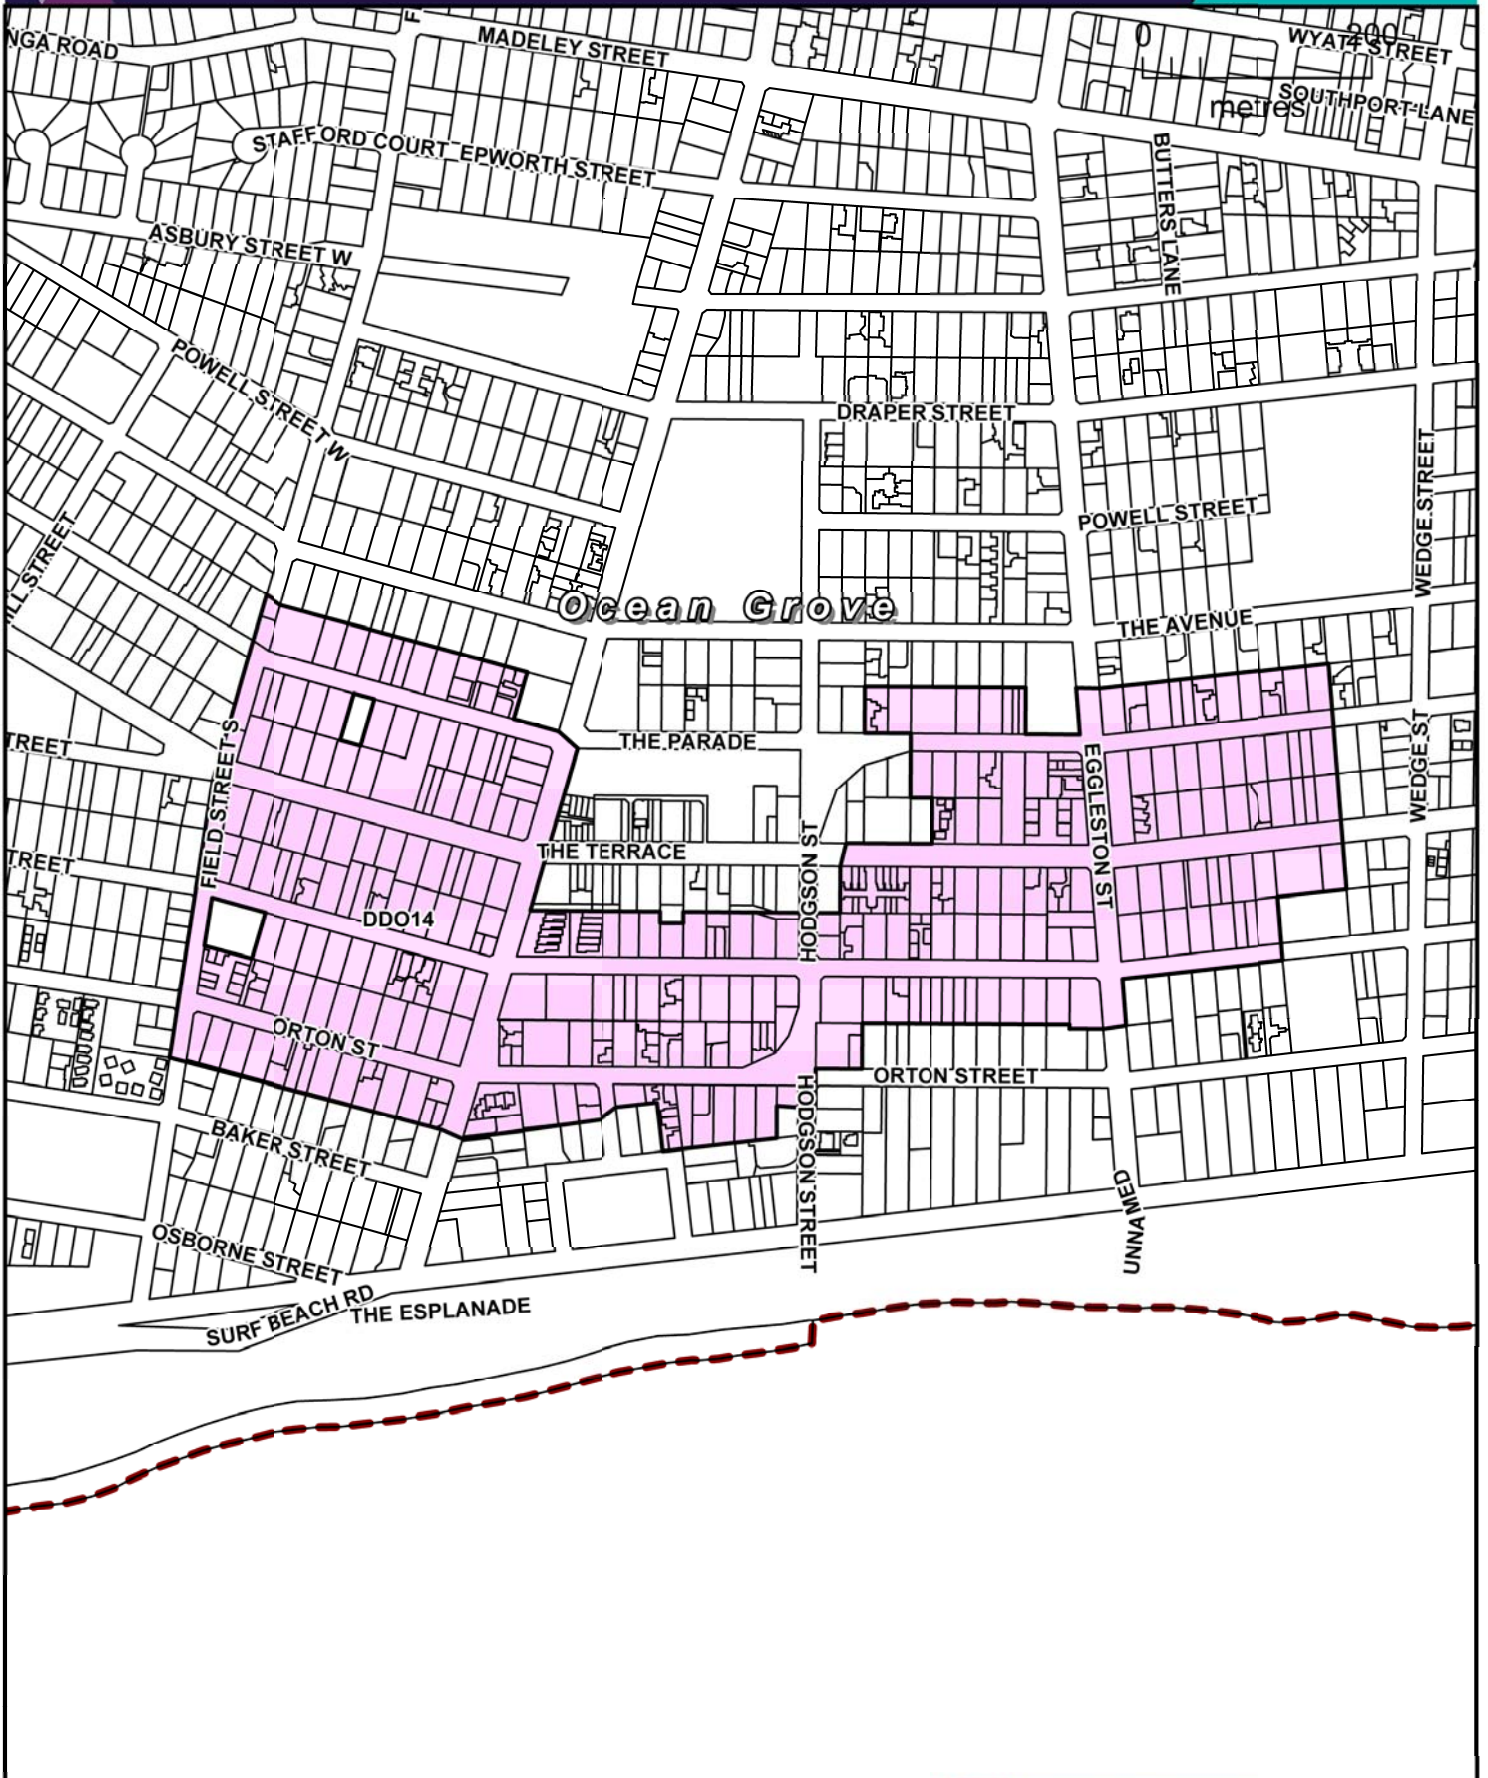 NGA ROAD
F
MADELEY STREET
0
200
metres
WYATT STREET
SOUTHPORT LANE
STAFFORD COURT
EPWORTH STREET
BUTTERS LANE
ASBURY STREET W
POWELL STREET W
DRAPER STREET
WEDGE STREET
POWELL STREET
ILL STREET
Ocean Grove
THE AVENUE
TREET
THE PARADE
FIELD STREET S
EGGLESTON ST
WEDGE ST
TREET
THE TERRACE
HODGSON ST
DDO14
ORTON ST
ORTON STREET
BAKER STREET
HODGSON STREET
UNNAMED
OSBORNE STREET
SURF BEACH RD
THE ESPLANADE